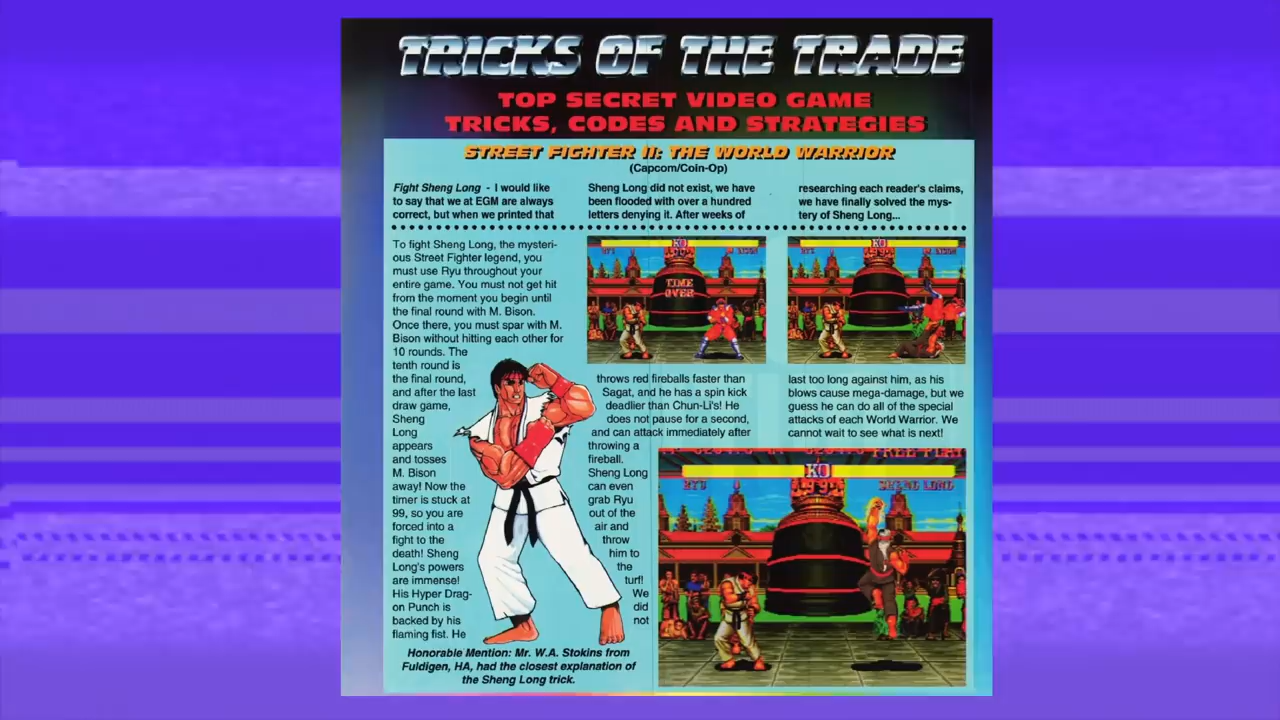 TRICKS OF THE TRADE
TOP SECRET VIDEO GAME
TRICKS, CODES AND STRATEGIES
STREET FIGHTER II: THE WORLD WARRIOR
(Capcom/Coin-Op)
Fight Sheng Long - I would like
to say that we at EGM are always
correct, but when we printed that
Sheng Long did not exist, we have
been flooded with over a hundred
letters denying it. After weeks of
researching each reader's claims,
we have finally solved the mys-
tery of Sheng Long...
To fight Sheng Long, the mysteri-
ous Street Fighter legend, you
must use Ryu throughout your
entire game. You must not get hit
from the moment you begin until
the final round with M. Bison.
Once there, you must spar with M.
Bison without hitting each other for
10 rounds. The
tenth round is
the final round,
and after the last
draw game,
Sheng
Long
appears
and tosses
M. Bison
away! Now the
timer is stuck at
99, so you are
forced into a
fight to the
death! Sheng
Long's powers
are immense!
His Hyper Drag-
on Punch is
backed by his
flaming fist. He
KO
TIME
OVER
KO
throws red fireballs faster than
Sagat, and he has a spin kick
deadlier than Chun-Li's! He
does not pause for a second,
and can attack immediately after
throwing a
fireball.
Sheng Long
can even
grab Ryu
out of the
air and
throw
him to
the
turf!
We
did
not
last too long against him, as his
blows cause mega-damage, but we
guess he can do all of the special
attacks of each World Warrior. We
cannot wait to see what is next!
FREE PLAY
KO
RYU
SHENG LONG
Honorable Mention: Mr. W.A. Stokins from
Fuldigen, HA, had the closest explanation of
the Sheng Long trick.